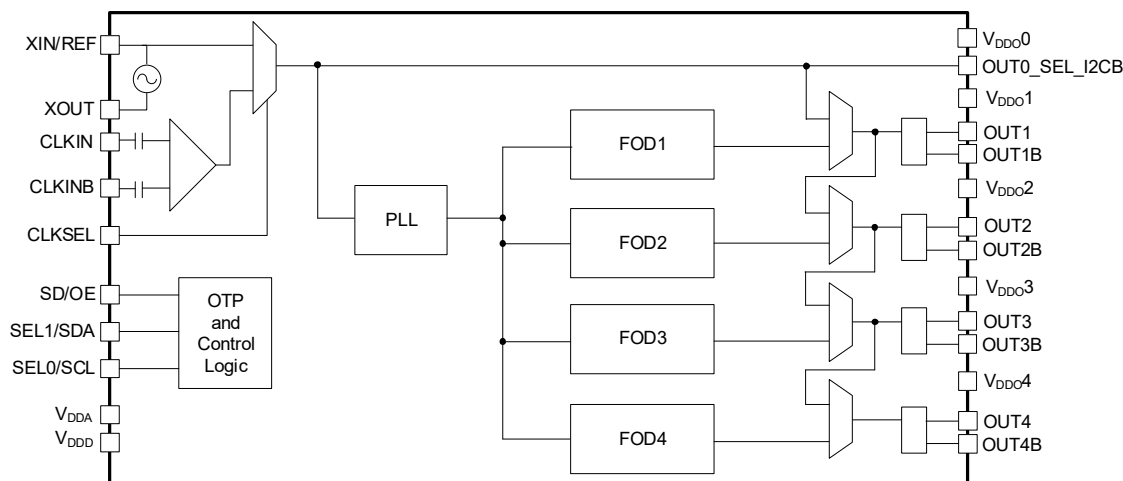 XIN/REF
XOUT
CLKIN
CLKINB
CLKSEL
SD/OE
SEL1/SDA
SEL0/SCL
VDDA
VDDD
OTP
and
Control
Logic
PLL
FOD1
FOD2
FOD3
FOD4
VDDO0
OUT0_SEL_I2CB
VDDO1
OUT1
OUT1B
VDDO2
OUT2
OUT2B
VDDO3
OUT3
OUT3B
VDDO4
OUT4
OUT4B